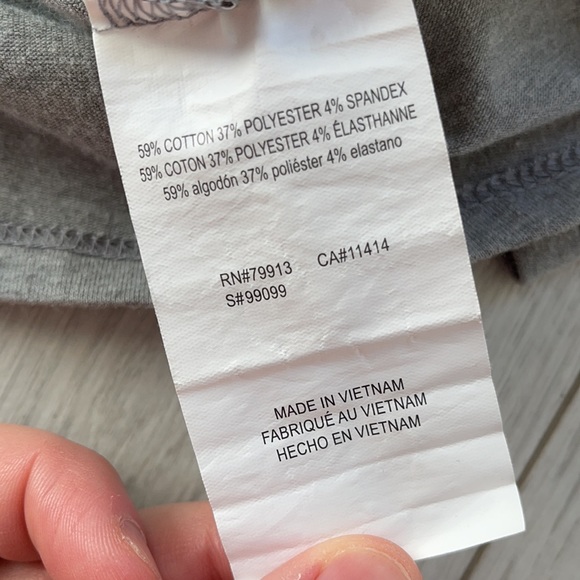 59% COTTON 37% POLYESTER 4% SPANDEX
59% COTON 37% POLYESTER 4% ÉLASTHANNE
59% algodón 37% poliéster 4% elastano
RN#79913 CA#11414
S#99099
MADE IN VIETNAM
FABRIQUÉ AU VIETNAM
HECHO EN VIETNAM